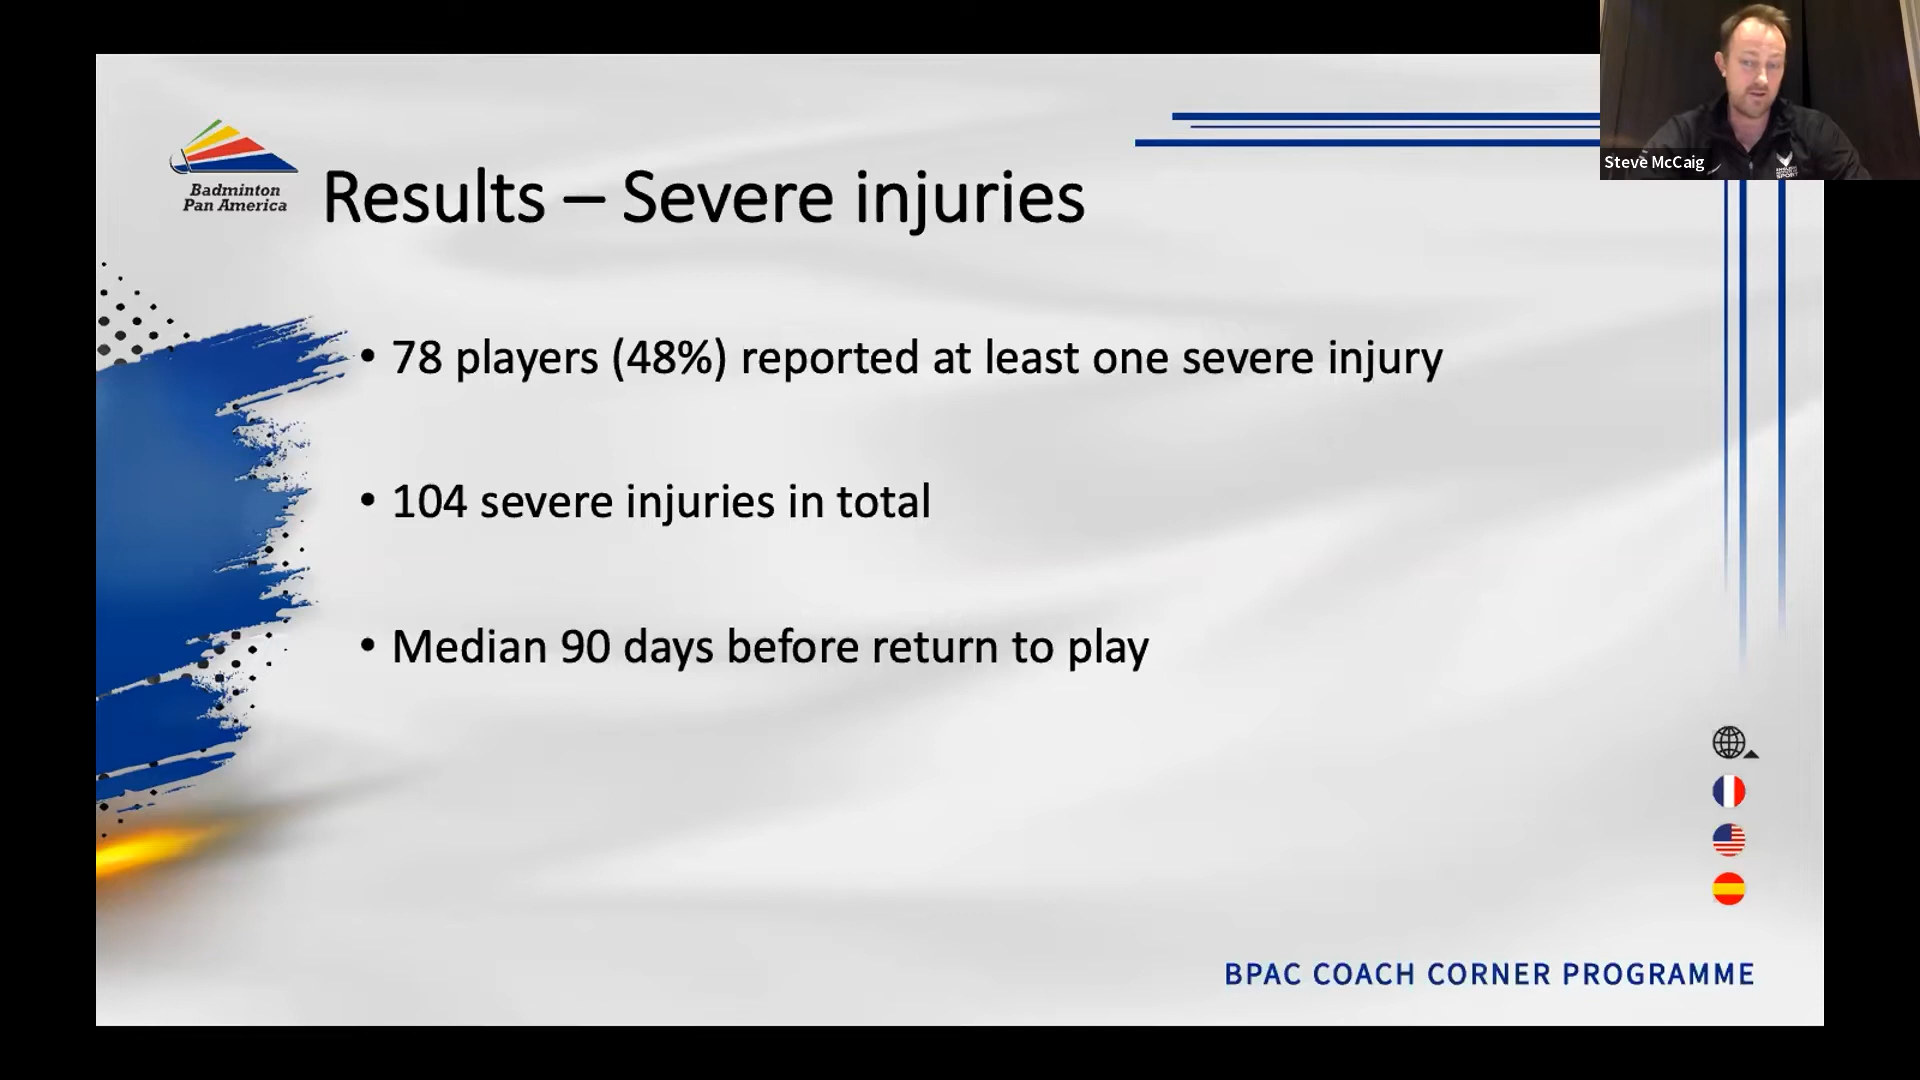 Steve McCaig
Badminton
Pan America
Results – Severe injuries
• 78 players (48%) reported at least one severe injury
• 104 severe injuries in total
• Median 90 days before return to play
BPAC COACH CORNER PROGRAMME